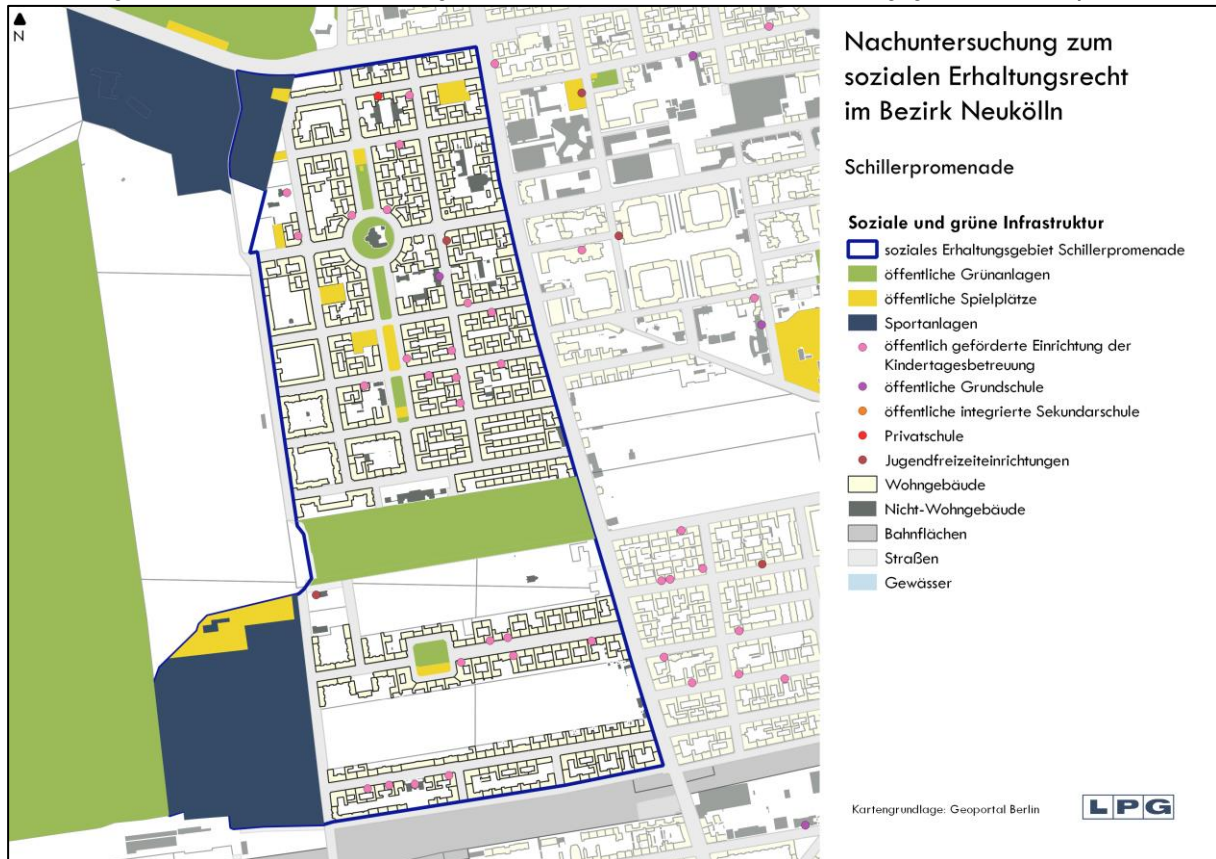 N
Nachuntersuchung zum
sozialen Erhaltungsrecht
im Bezirk Neukölln
Schillerpromenade
Soziale und grüne Infrastruktur
soziales Erhaltungsgebiet Schillerpromenade
öffentliche Grünanlagen
öffentliche Spielplätze
Sportanlagen
öffentlich geförderte Einrichtung der
Kindertagesbetreuung
öffentliche Grundschule
öffentliche integrierte Sekundarschule
Privatschule
Jugendfreizeiteinrichtungen
Wohngebäude
Nicht-Wohngebäude
Bahnflächen
Straßen
Gewässer
Kartengrundlage: Geoportal Berlin
LPG